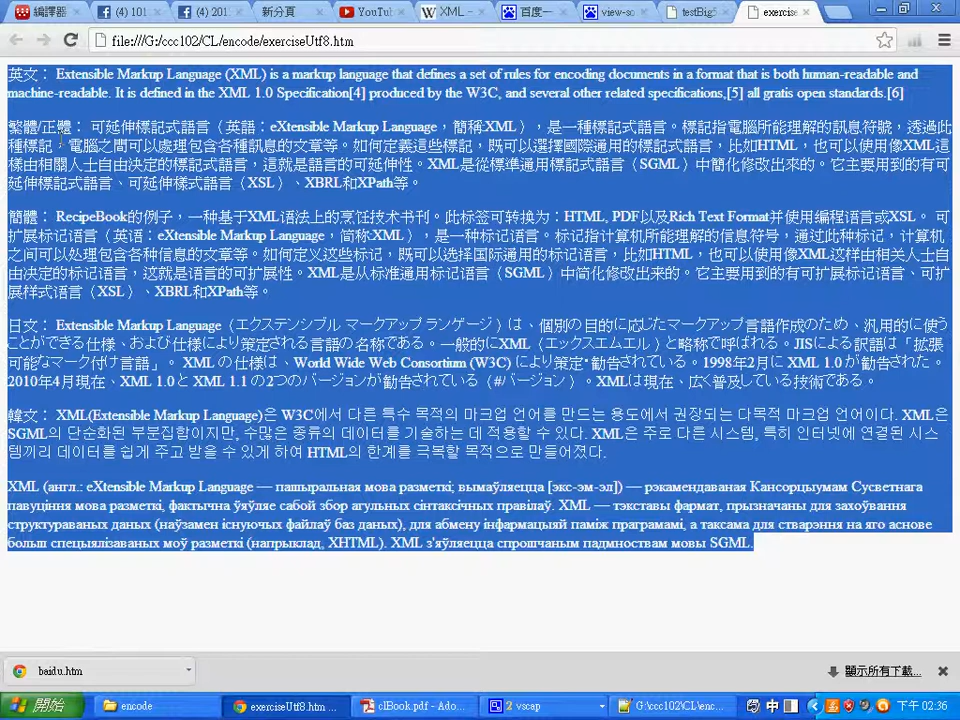 編譯器
(4) 101
(4) 201
新分頁
YouTu
XML -
百度一
view-sc
testBig5
exercise
file:///G:/ccc102/CL/encode/exerciseUtf8.htm
英文： Extensible Markup Language (XML) is a markup language that defines a set of rules for encoding documents in a format that is both human-readable and
machine-readable. It is defined in the XML 1.0 Specification[4] produced by the W3C, and several other related specifications,[5] all gratis open standards.[6]
繁體/正體： 可延伸標記式語言（英語：eXtensible Markup Language，簡稱:XML），是一種標記式語言。標記指電腦所能理解的訊息符號，透過此
種標記，電腦之間可以處理包含各種訊息的文章等。如何定義這些標記，既可以選擇國際通用的標記式語言，比如HTML，也可以使用像XML這
樣由相關人士自由決定的標記式語言，這就是語言的可延伸性。XML是從標準通用標記式語言（SGML）中簡化修改出來的。它主要用到的有可
延伸標記式語言、可延伸樣式語言（XSL）、XBRL和XPath等。
簡體： RecipeBook的例子，一种基于XML语法上的烹饪技术书刊。此标签可转换为：HTML, PDF以及Rich Text Format并使用编程语言或XSL。 可
扩展标记语言（英语：eXtensible Markup Language，简称:XML），是一种标记语言。标记指计算机所能理解的信息符号，通过此种标记，计算机
之间可以处理包含各种信息的文章等。如何定义这些标记，既可以选择国际通用的标记语言，比如HTML，也可以使用像XML这样由相关人士自
由决定的标记语言，这就是语言的可扩展性。XML是从标准通用标记语言（SGML）中简化修改出来的。它主要用到的有可扩展标记语言、可扩
展样式语言（XSL）、XBRL和XPath等。
日文： Extensible Markup Language（エクステンシブル マークアップ ランゲージ）は、個別の目的に応じたマークアップ言語作成のため、汎用的に使う
ことができる仕様、および仕様により策定される言語の名称である。一般的にXML（エックスエムエル）と略称で呼ばれる。JISによる訳語は「拡張
可能なマーク付け言語」。 XML の仕様は、World Wide Web Consortium (W3C) により策定・勧告されている。1998年2月に XML 1.0 が勧告された。
2010年4月現在、XML 1.0 と XML 1.1 の2つのバージョンが勧告されている（#バージョン）。XMLは現在、広く普及している技術である。
韓文： XML(Extensible Markup Language)은 W3C에서 다른 특수 목적의 마크업 언어를 만드는 용도에서 권장되는 다목적 마크업 언어이다. XML은
SGML의 단순화된 부분집합이지만, 수많은 종류의 데이터를 기술하는 데 적용할 수 있다. XML은 주로 다른 시스템, 특히 인터넷에 연결된 시스
템끼리 데이터를 쉽게 주고 받을 수 있게 하여 HTML의 한계를 극복할 목적으로 만들어졌다.
XML (англ.: eXtensible Markup Language — пашыральная мова разметкі; вымаўляецца [экс-эм-эл]) — рэкамендаваная Кансорцыумам Сусветнага
павуціння мова разметкі, фактычна ўяўляе сабой збор агульных сінтаксічных правілаў. XML — тэкставы фармат, прызначаны для захоўвання
структураваных даных (наўзамен існуючых файлаў баз даных), для абмену інфармацыяй паміж праграмамі, а таксама для стварэння на яго аснове
больш спецыялізаваных моў разметкі (напрыклад, XHTML). XML з'яўляецца спрошчаным падмноствам мовы SGML.
baidu.htm
顯示所有下載...
開始
encode
exerciseUtf8.htm ...
clBook.pdf - Ado...
2 vscap
G:\ccc102\CL\enc...
中
下午 02:36